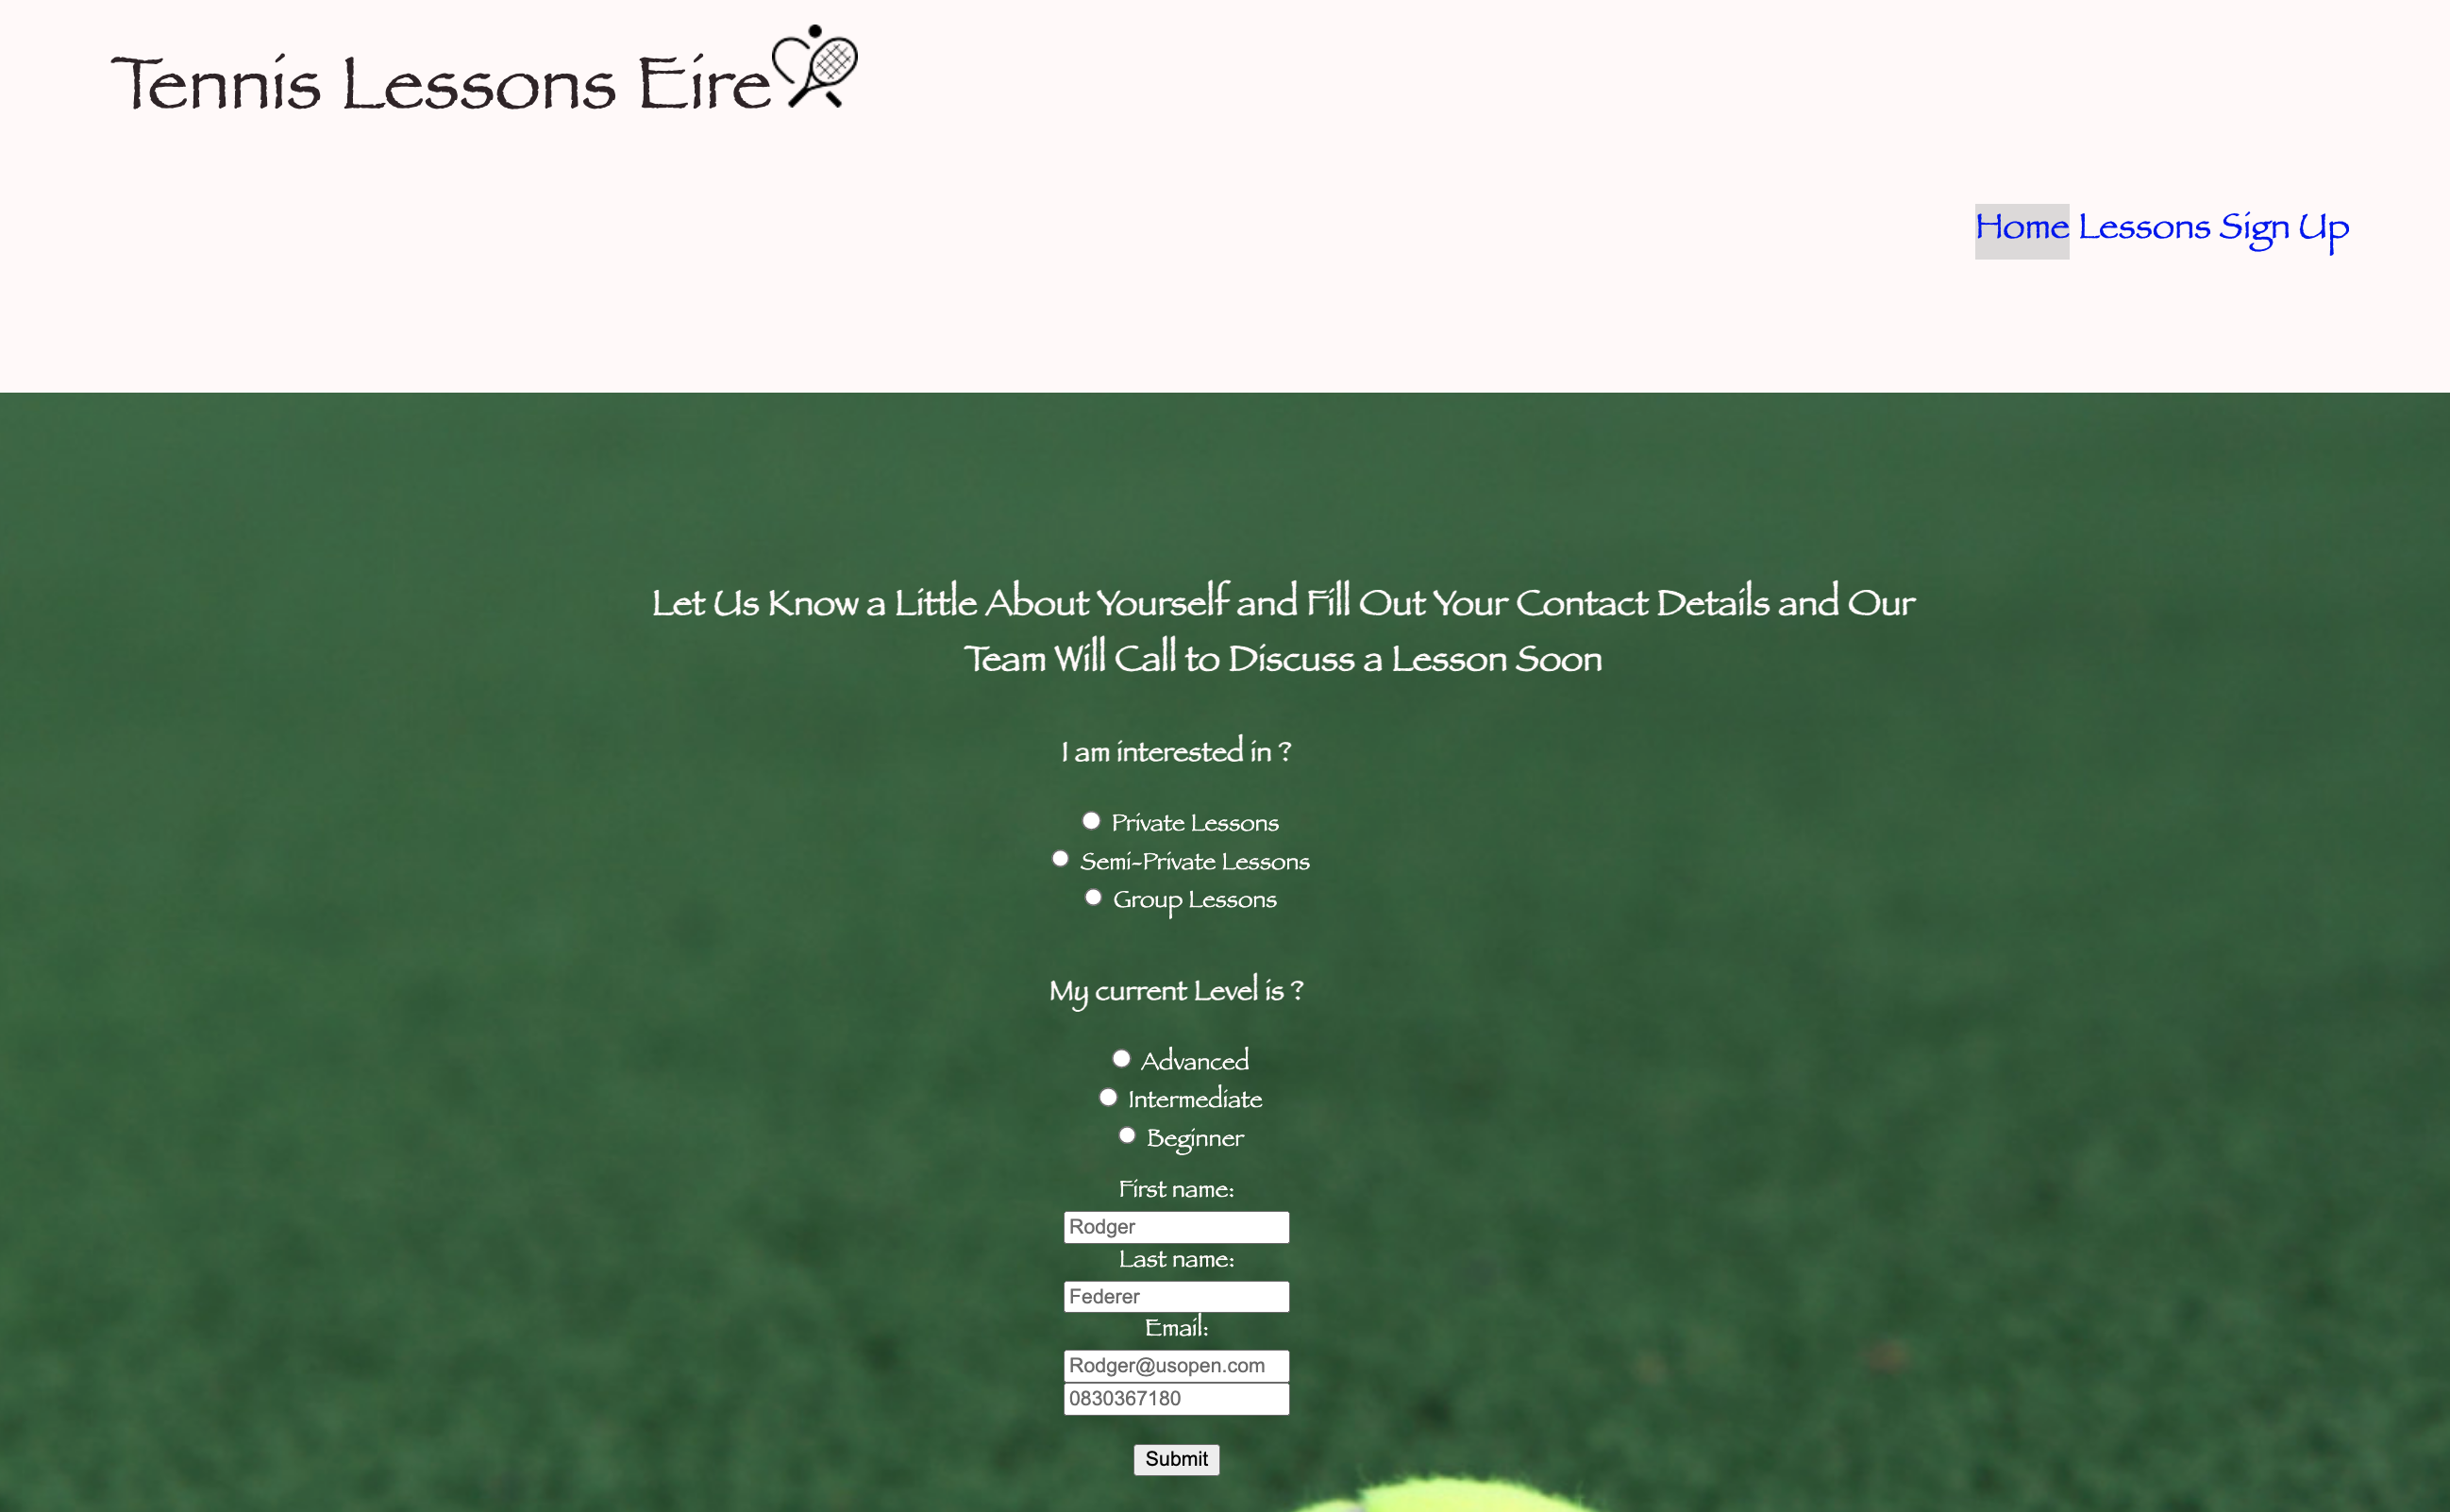 Tennis Lessons Eire
Home Lessons Sign Up
Let Us Know a Little About Yourself and Fill Out Your Contact Details and Our
Team Will Call to Discuss a Lesson Soon
I am interested in ?
Private Lessons
Semi-Private Lessons
Group Lessons
My current Level is ?
Advanced
Intermediate
Beginner
First name:
Rodger
Last name:
Federer
Email:
Rodger@usopen.com
0830367180
Submit